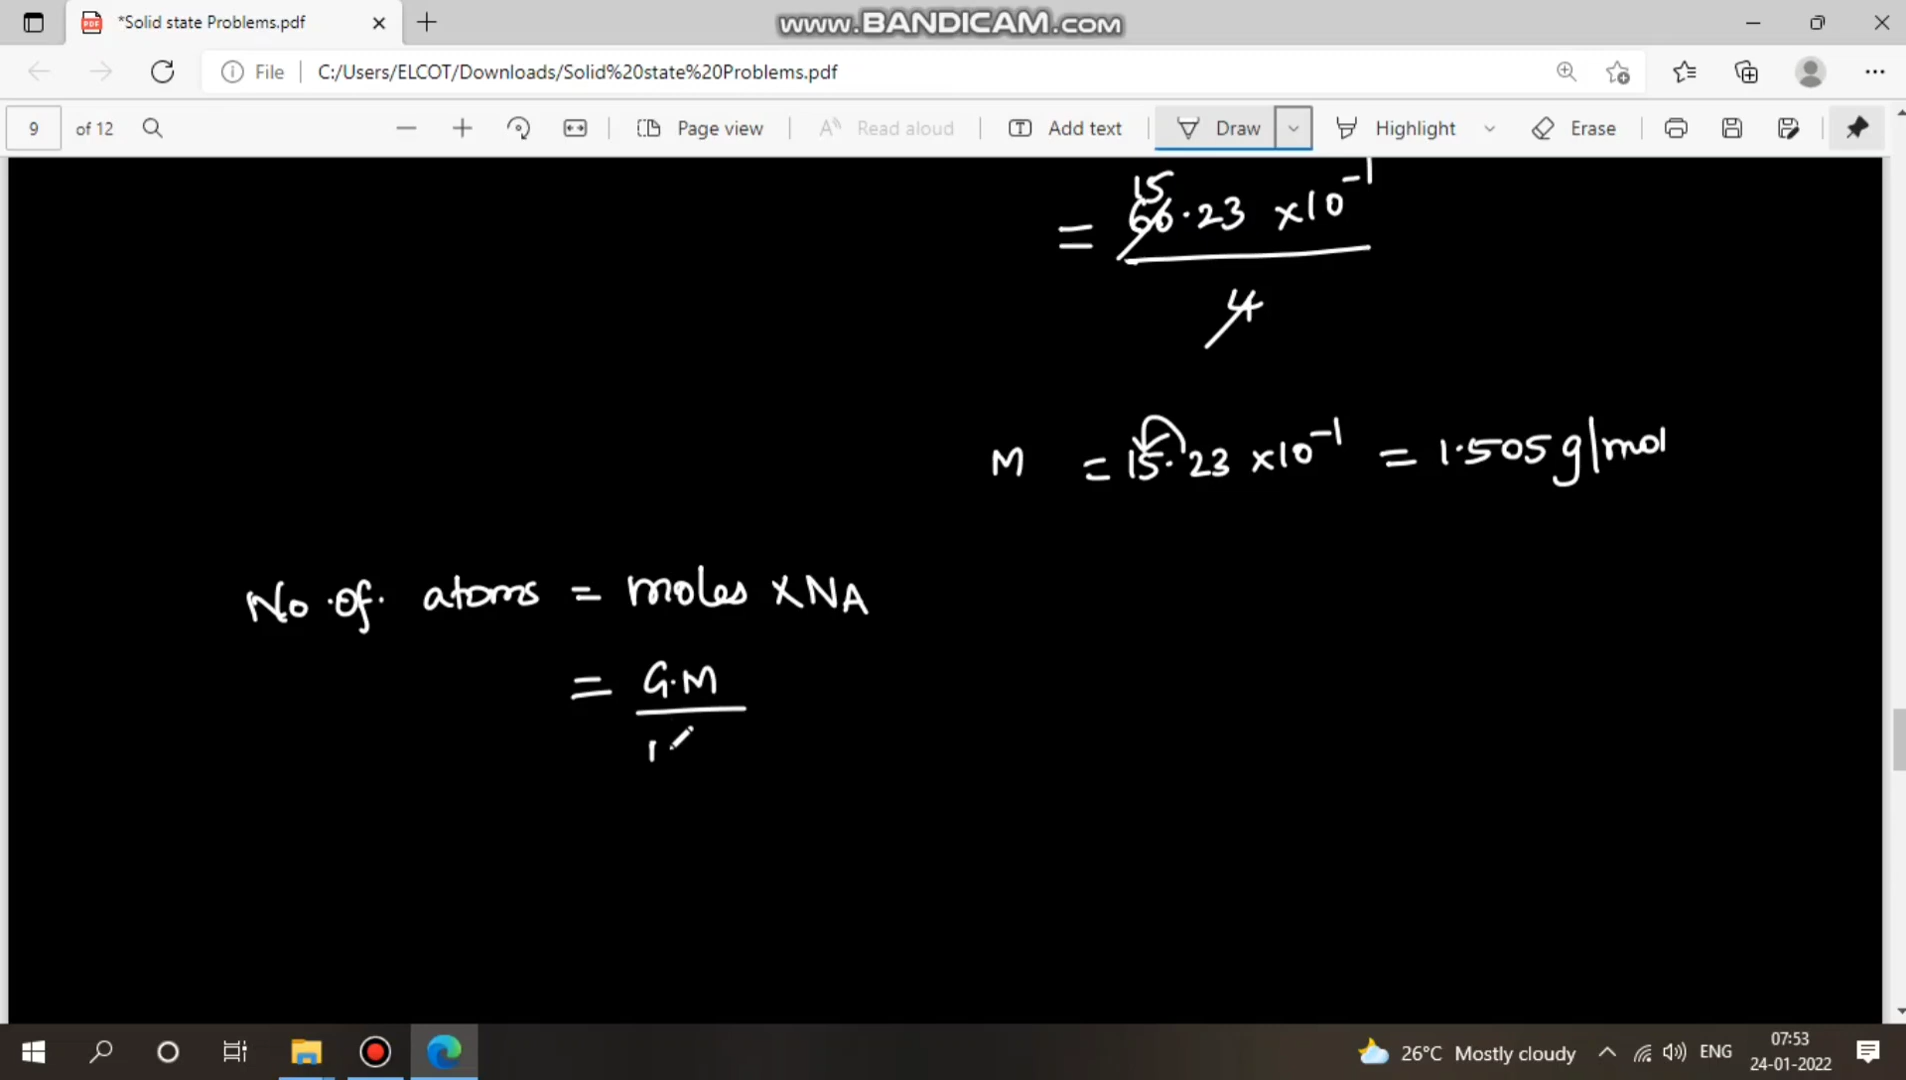 *Solid state Problems.pdf
www.BANDICAM.com
File C:/Users/ELCOT/Downloads/Solid%20state%20Problems.pdf
9 of 12 Page view Read aloud Add text Draw Highlight Erase
15
= 66.23 x10-1
4
M = 15.23 x10-1 = 1.505 g/mol
No.of. atoms = moles x NA
= G.M
26°C Mostly cloudy ENG 07:53
24-01-2022